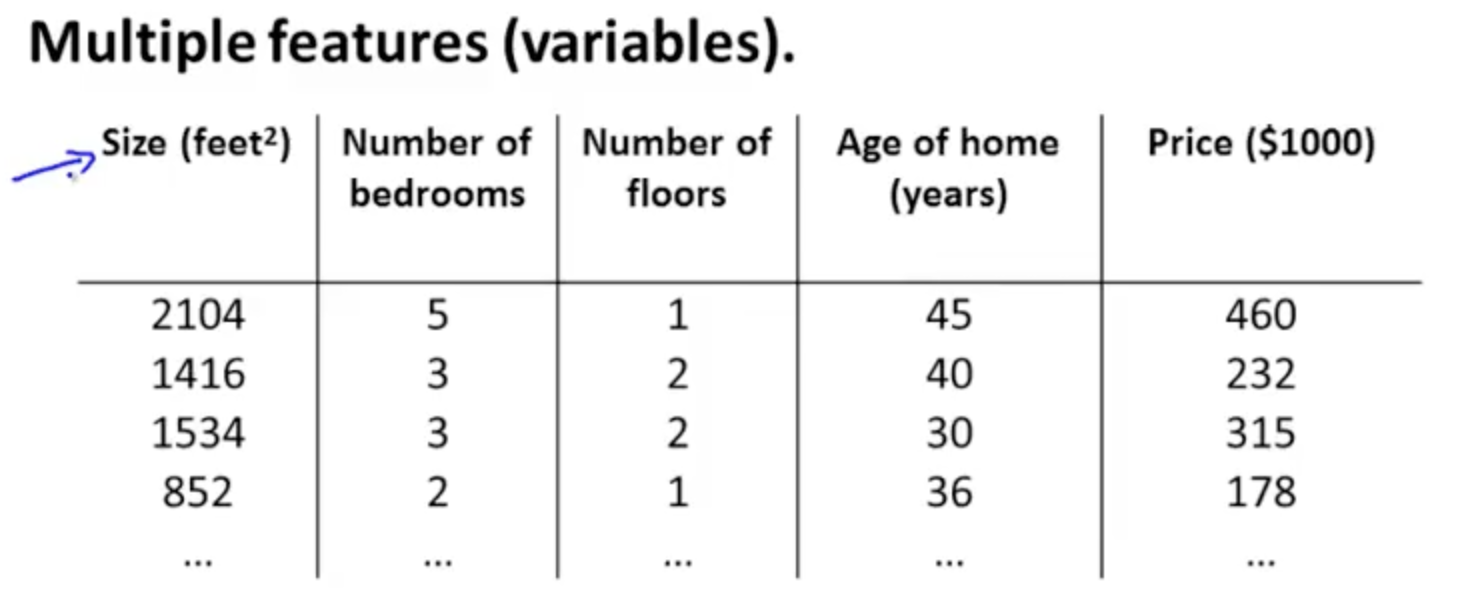 Multiple features (variables).
Size (feet²) Number of bedrooms Number of floors Age of home (years) Price ($1000)
2104 5 1 45 460
1416 3 2 40 232
1534 3 2 30 315
852 2 1 36 178
... ... ... ... ...